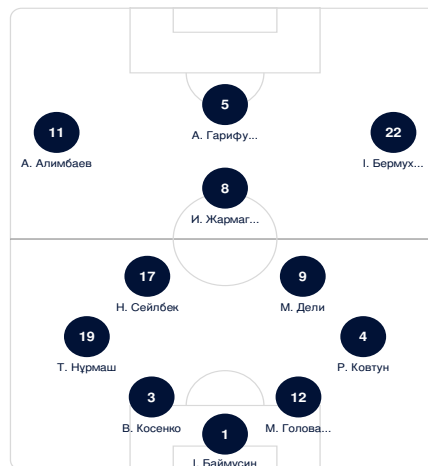 5
11
22
А. Гарифу...
А. Алимбаев
І. Бермух...
8
И. Жармаг...
17
9
Н. Сейлбек
М. Дели
19
4
Т. Нұрмаш
Р. Ковтун
3
12
В. Косенко
М. Голова...
1
І. Баймусин